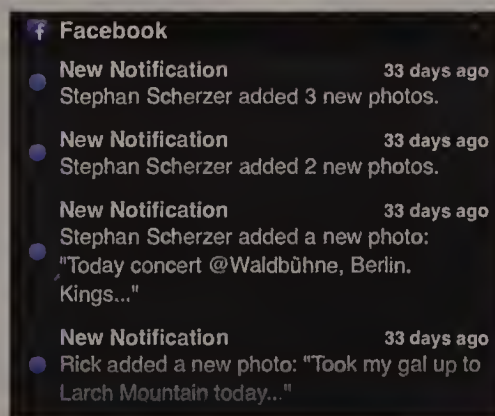 f Facebook
New Notification 33 days ago
Stephan Scherzer added 3 new photos.
New Notification 33 days ago
Stephan Scherzer added 2 new photos.
New Notification 33 days ago
Stephan Scherzer added a new photo:
"Today concert @Waldbühne, Berlin.
Kings..."
New Notification 33 days ago
Rick added a new photo: "Took my gal up to
Larch Mountain today..."